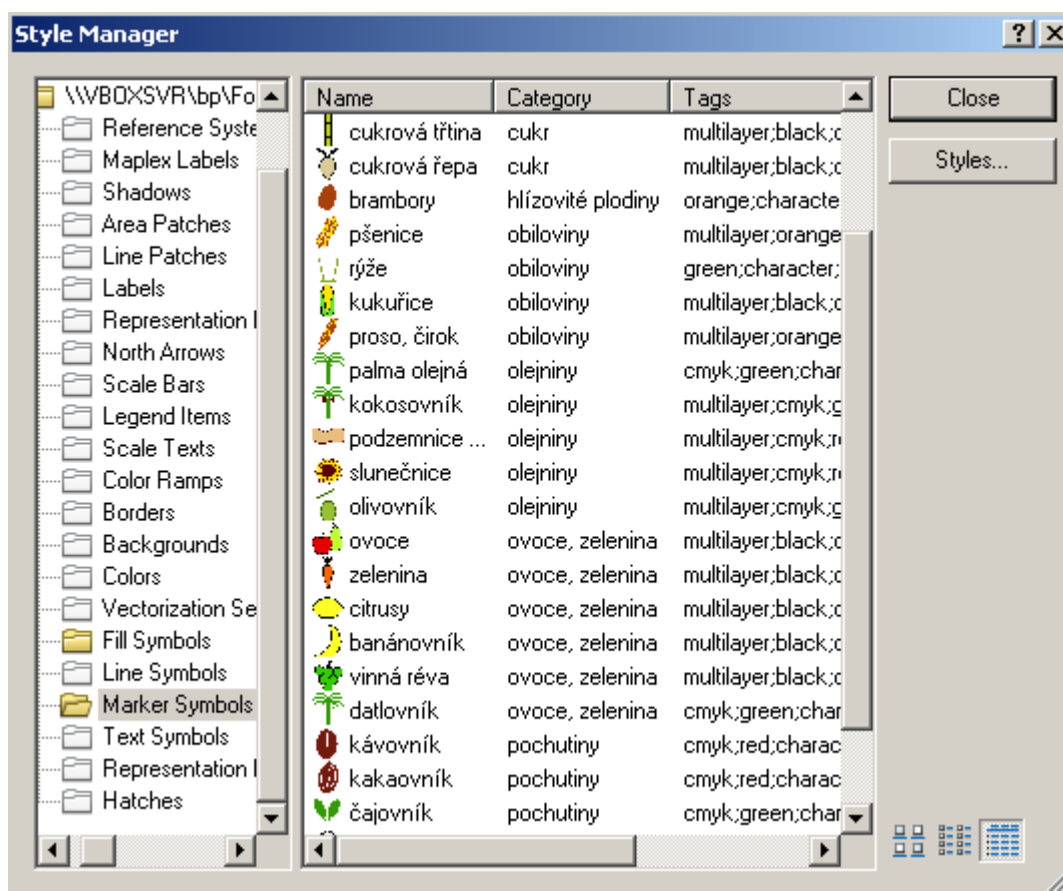 Style Manager
\\VBOXSVR\bp\Fo
Reference Syste
Maplex Labels
Shadows
Area Patches
Line Patches
Labels
Representation
North Arrows
Scale Bars
Legend Items
Scale Texts
Color Ramps
Borders
Backgrounds
Colors
Vectorization Se
Fill Symbols
Line Symbols
Marker Symbols
Text Symbols
Representation
Hatches
Name Category Tags
cukrová třtina cukr multilayer;black;c
cukrová řepa cukr multilayer;black;c
brambory hlízovité plodiny orange;characte
pšenice obiloviny multilayer;orange
rýže obiloviny green;character;
kukuřice obiloviny multilayer;black;c
proso, čirok obiloviny multilayer;orange
palma olejná olejniny cmyk;green;char
kokosovník olejniny multilayer;cmyk;g
podzemnice ... olejniny multilayer;cmyk;r
slunečnice olejniny multilayer;cmyk;r
olivovník olejniny multilayer;cmyk;g
ovoce ovoce, zelenina multilayer;black;c
zelenina ovoce, zelenina multilayer;black;c
citrusy ovoce, zelenina multilayer;black;c
banánovník ovoce, zelenina multilayer;black;c
vinná réva ovoce, zelenina multilayer;black;c
datlovník ovoce, zelenina cmyk;green;char
kávovník pochutiny cmyk;red;charac
kakaovník pochutiny cmyk;red;charac
čajovník pochutiny cmyk;green;char
Close
Styles...